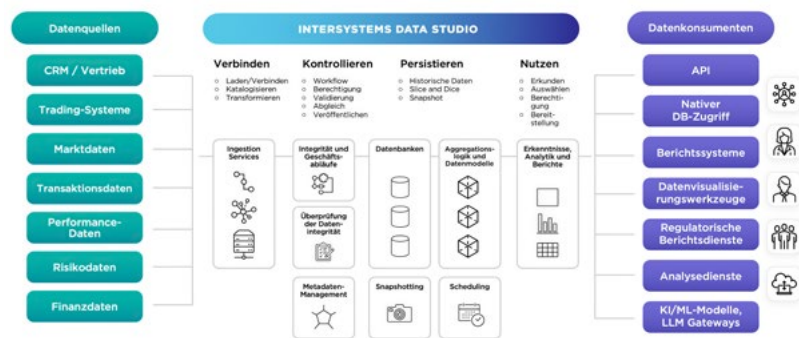 Datenquellen
INTERSYSTEMS DATA STUDIO
Datenkonsumenten
CRM / Vertrieb
Trading-Systeme
Marktdaten
Transaktionsdaten
Performance-
Daten
Risikodaten
Finanzdaten
Verbinden
Laden/Verbinden
Katalogisieren
Transformieren
Kontrollieren
Workflow
Berechtigung
Validierung
Abgleich
Veröffentlichen
Persistieren
Historische Daten
Slice and Dice
Snapshot
Nutzen
Erkunden
Auswählen
Berechti-
gung
Bereit-
stellung
Ingestion
Services
Integrität und
Geschäfts-
abläufe
Überprüfung
der Daten-
integrität
Metadaten-
Management
Datenbanken
Snapshotting
Aggregations-
logik und
Datenmodelle
Scheduling
Erkenntnisse,
Analytik und
Berichte
API
Nativer
DB-Zugriff
Berichtssysteme
Datenvisualisie-
rungswerkzeuge
Regulatorische
Berichtsdienste
Analysedienste
KI/ML-Modelle,
LLM Gateways